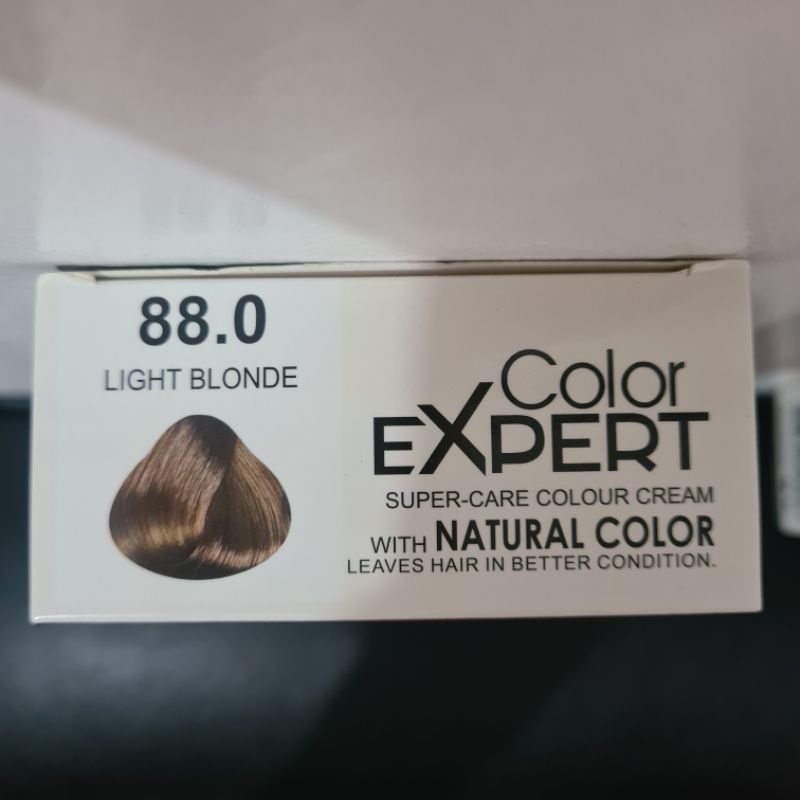 88.0
LIGHT BLONDE
Color
EXPERT
SUPER-CARE COLOUR CREAM
WITH NATURAL COLOR
LEAVES HAIR IN BETTER CONDITION.